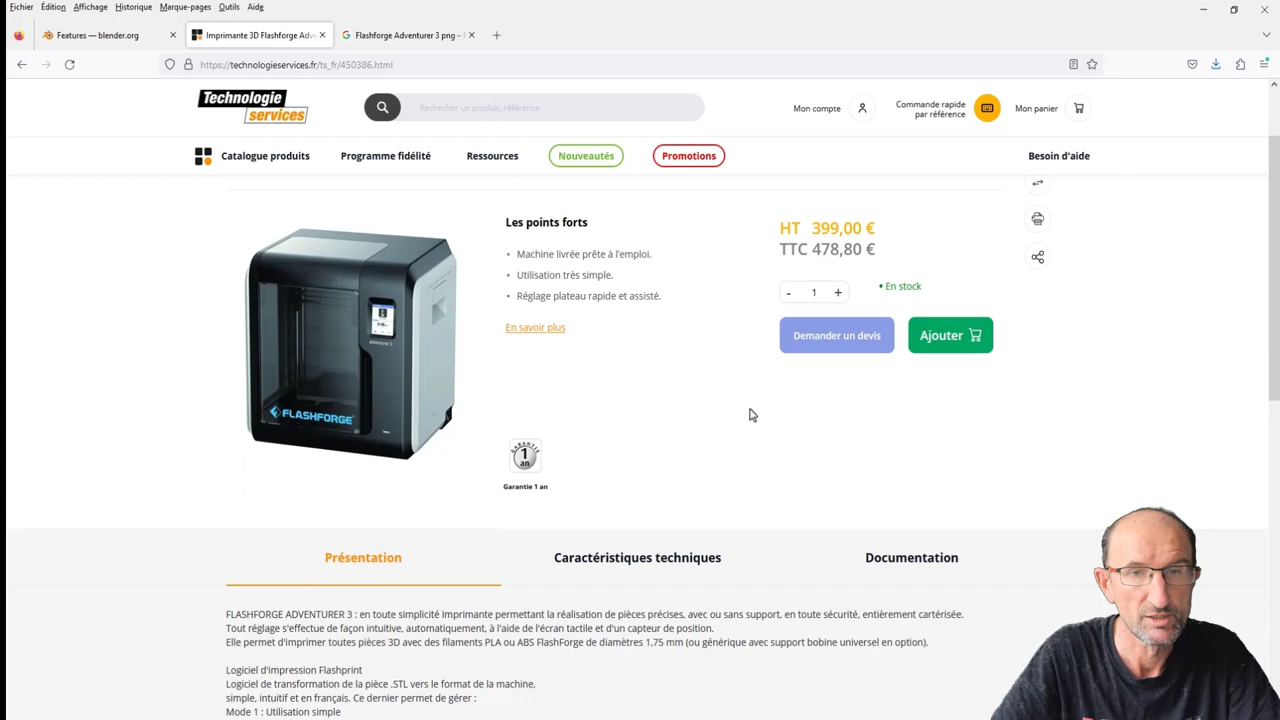 Fichier Édition Affichage Historique Marque-pages Outils Aide
Features — blender.org
Imprimante 3D Flashforge Adve
Flashforge Adventurer 3 png –
https://technologieservices.fr/ts_fr/450386.html
Technologie
services
Rechercher un produit, référence
Mon compte
Commande rapide
par référence
Mon panier
Catalogue produits Programme fidélité Ressources Nouveautés Promotions Besoin d'aide
Les points forts
• Machine livrée prête à l'emploi.
• Utilisation très simple.
• Réglage plateau rapide et assisté.
En savoir plus
HT 399,00 €
TTC 478,80 €
- 1 +
• En stock
Demander un devis
Ajouter
Adventurer 3
FLASHFORGE
GARANTIE
1
an
Garantie 1 an
Présentation Caractéristiques techniques Documentation
FLASHFORGE ADVENTURER 3 : en toute simplicité Imprimante permettant la réalisation de pièces précises, avec ou sans support, en toute sécurité, entièrement cartérisée.
Tout réglage s'effectue de façon intuitive, automatiquement, à l'aide de l'écran tactile et d'un capteur de position.
Elle permet d'imprimer toutes pièces 3D avec des filaments PLA ou ABS FlashForge de diamètres 1.75 mm (ou générique avec support bobine universel en option).
Logiciel d'impression Flashprint
Logiciel de transformation de la pièce .STL vers le format de la machine,
simple, intuitif et en français. Ce dernier permet de gérer :
Mode 1 : Utilisation simple